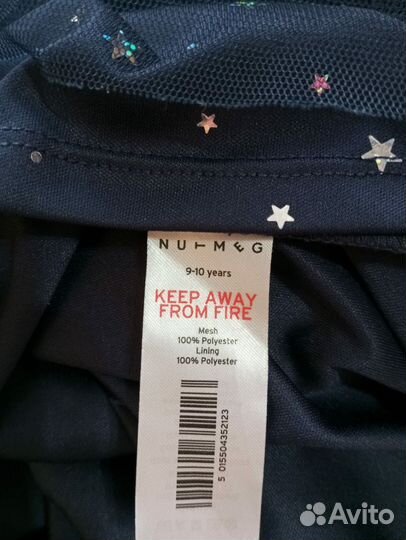 NUTMEG
9-10 years
KEEP AWAY
FROM FIRE
Mesh
100% Polyester
Lining
100% Polyester
5 015504352123
Avito